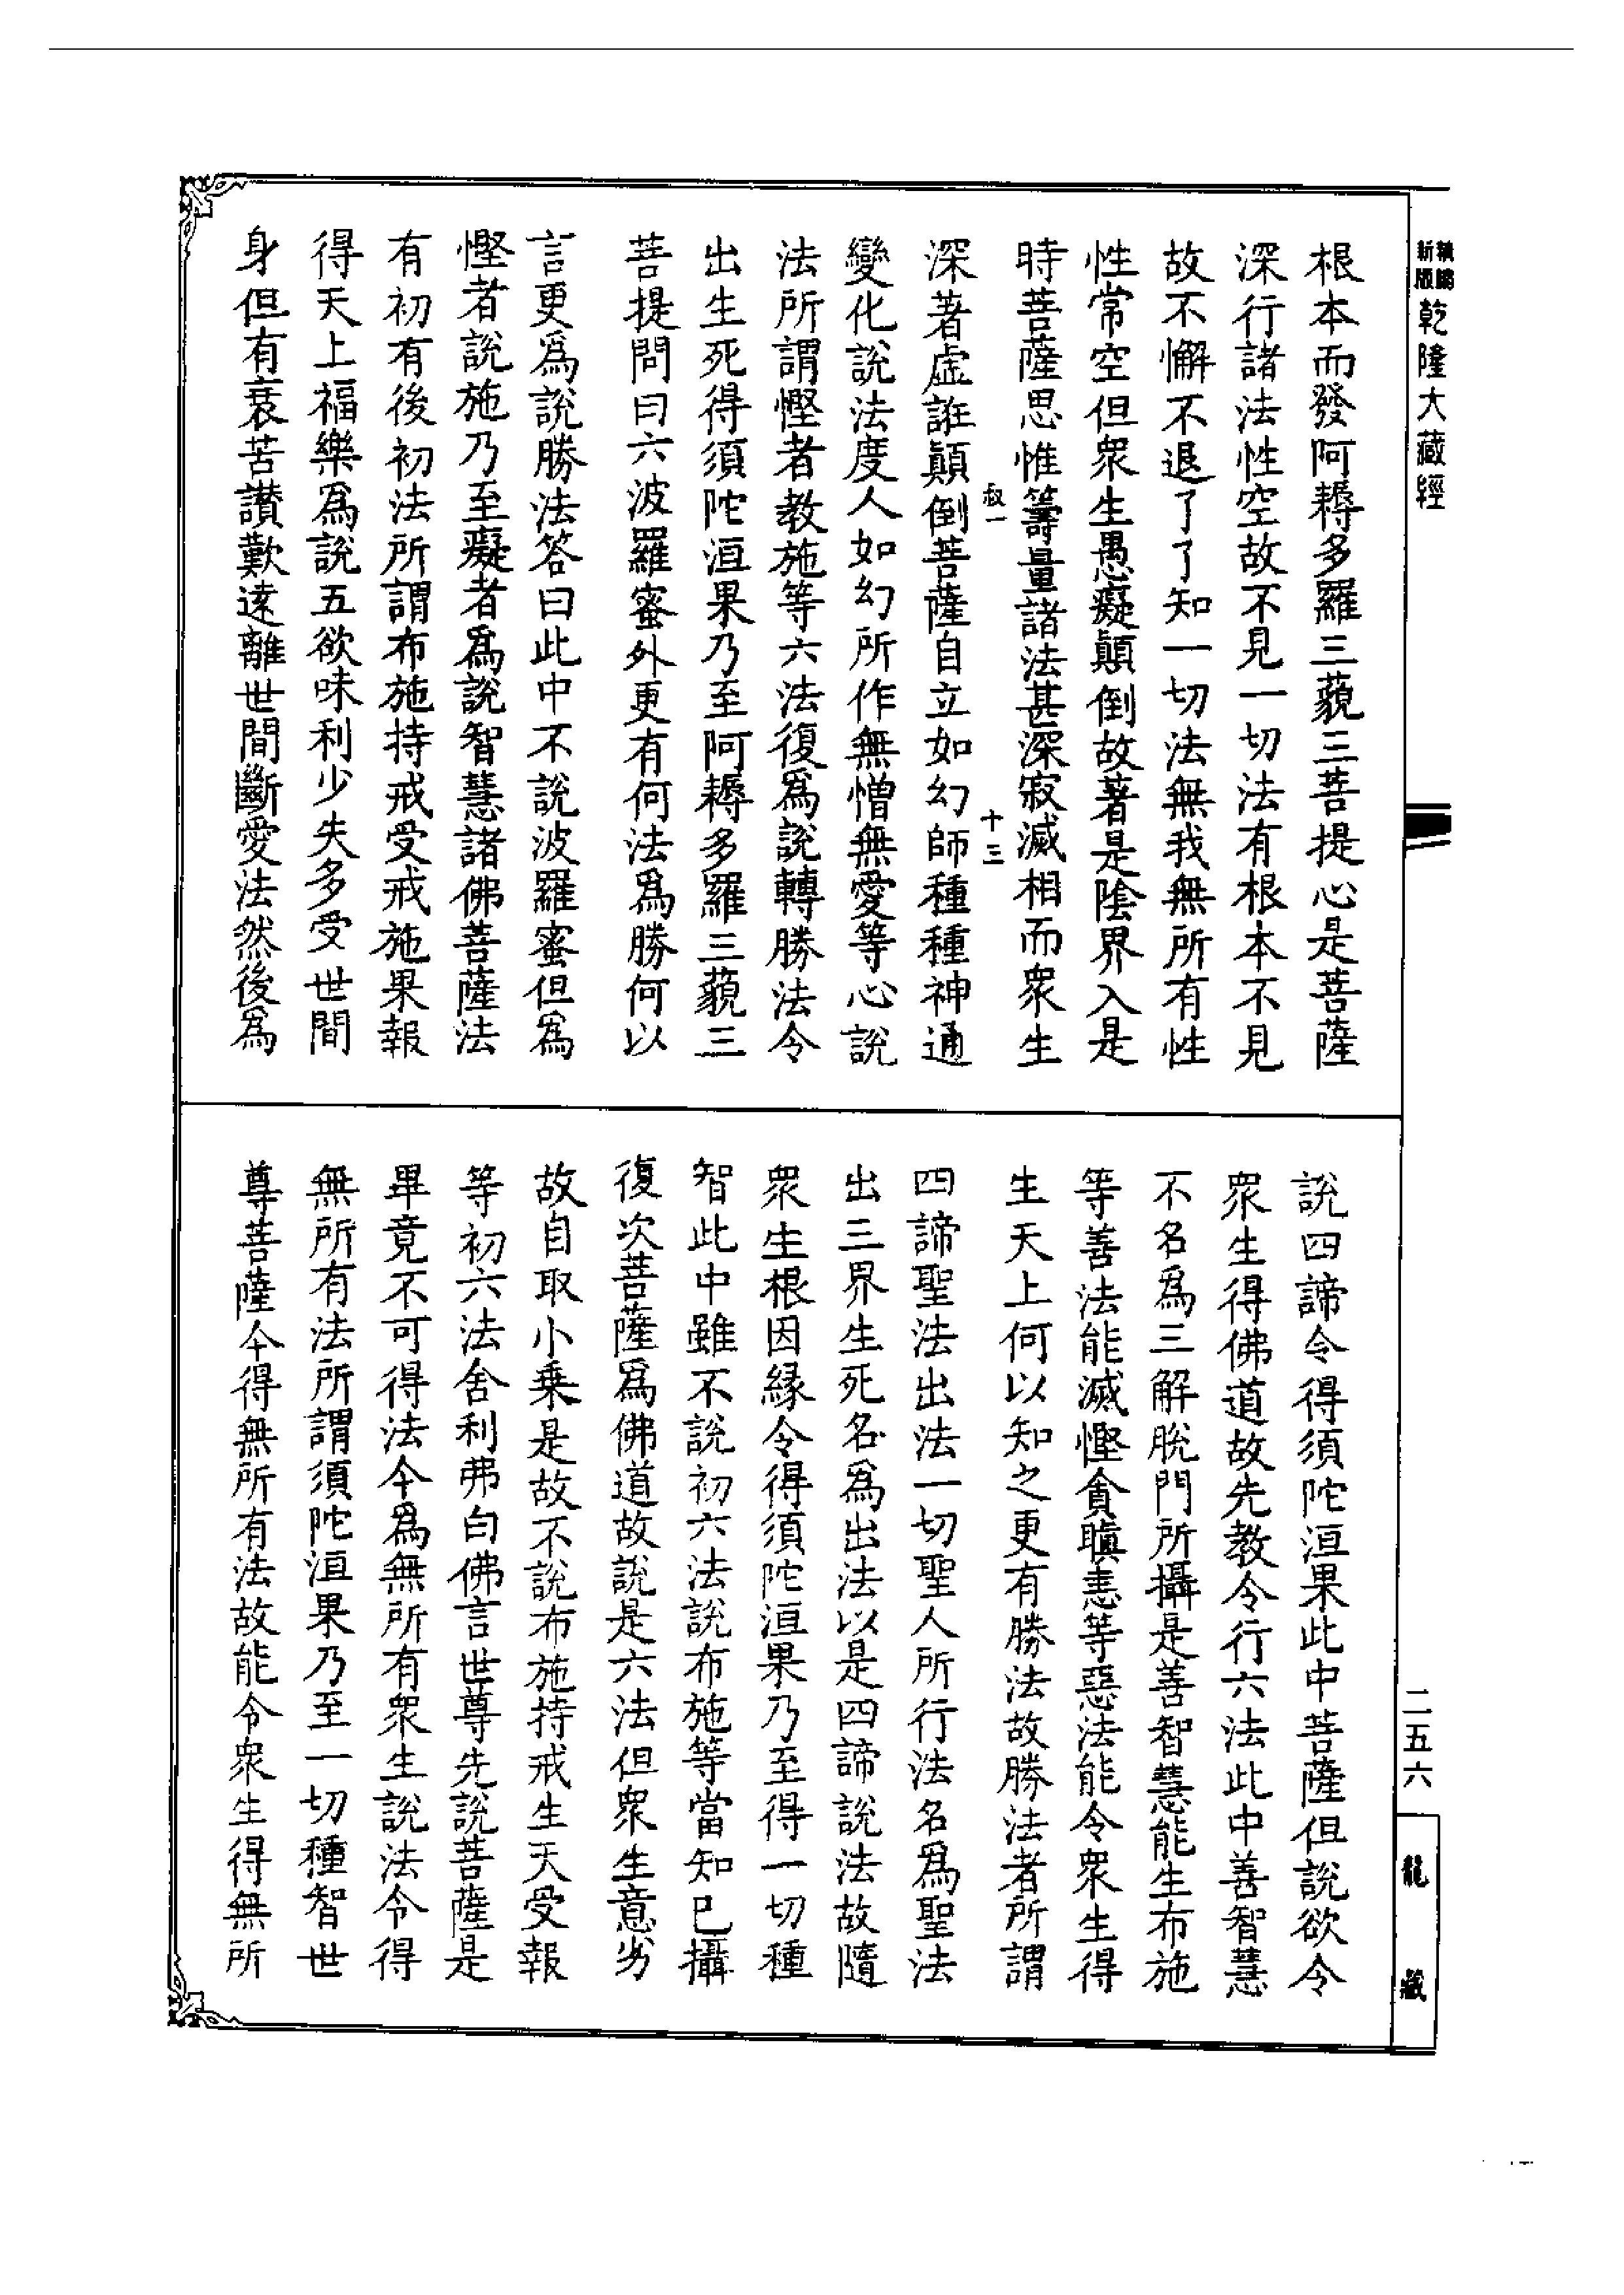 新版
乾隆大藏經
根本而發阿耨多羅三藐三菩提心是菩薩
深行諸法性空故不見一切法有根本不見
故不懈不退了了知一切法無我無所有性
性常空但衆生愚癡顛倒故著是陰界入是
時菩薩思惟籌量諸法甚深寂滅相而衆生
叔一
十三
深著虛誑顛倒菩薩自立如幻師種種神通
變化說法度人如幻所作無憎無愛等心說
法所謂慳者教施等六法復爲說轉勝法令
出生死得須陀洹果乃至阿耨多羅三藐三
菩提問曰六波羅蜜外更有何法爲勝何以
言更爲說勝法答曰此中不說波羅蜜但爲
慳者說施乃至癡者爲說智慧諸佛菩薩法
有初有後初法所謂布施持戒受戒施果報
得天上福樂爲說五欲味利少失多受世間
身但有衰苦讃歎逺離世間斷愛法然後爲
說四諦令得須陀洹果此中菩薩但說欲令
衆生得佛道故先教令行六法此中善智慧
不名爲三解脫門所攝是善智慧能生布施
等善法能滅慳貪瞋恚等惡法能令衆生得
生天上何以知之更有勝法故勝法者所謂
四諦聖法出法一切聖人所行法名爲聖法
出三界生死名爲出法以是四諦說法故隨
衆生根因緣令得須陀洹果乃至得一切種
智此中雖不說初六法說布施等當知已攝
復次菩薩爲佛道故說是六法但衆生意劣
故自取小乗是故不說布施持戒生天受報
等初六法舍利弗白佛言世尊先說菩薩是
畢竟不可得法今爲無所有衆生說法令得
無所有法所謂須陀洹果乃至一切種智世
尊菩薩今得無所有法故能令衆生得無所
二五六
龍藏